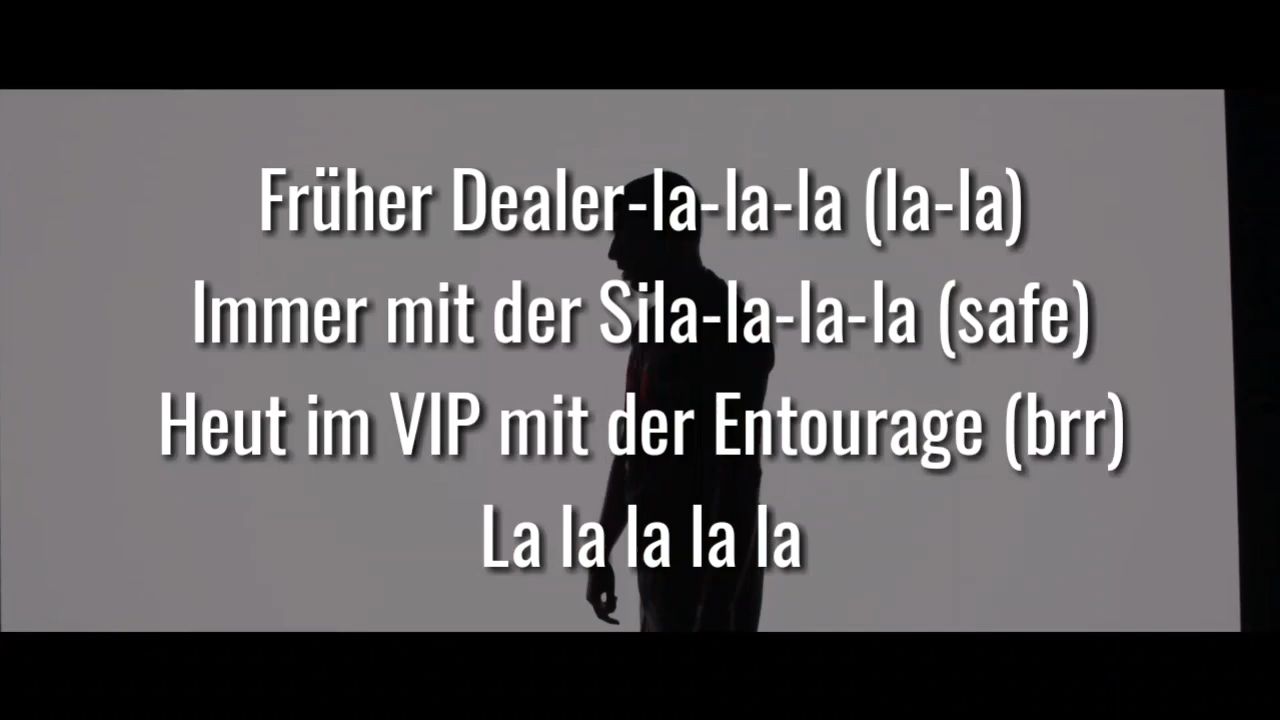 Früher Dealer-la-la-la (la-la)
Immer mit der Sila-la-la-la (safe)
Heut im VIP mit der Entourage (brr)
La la la la la